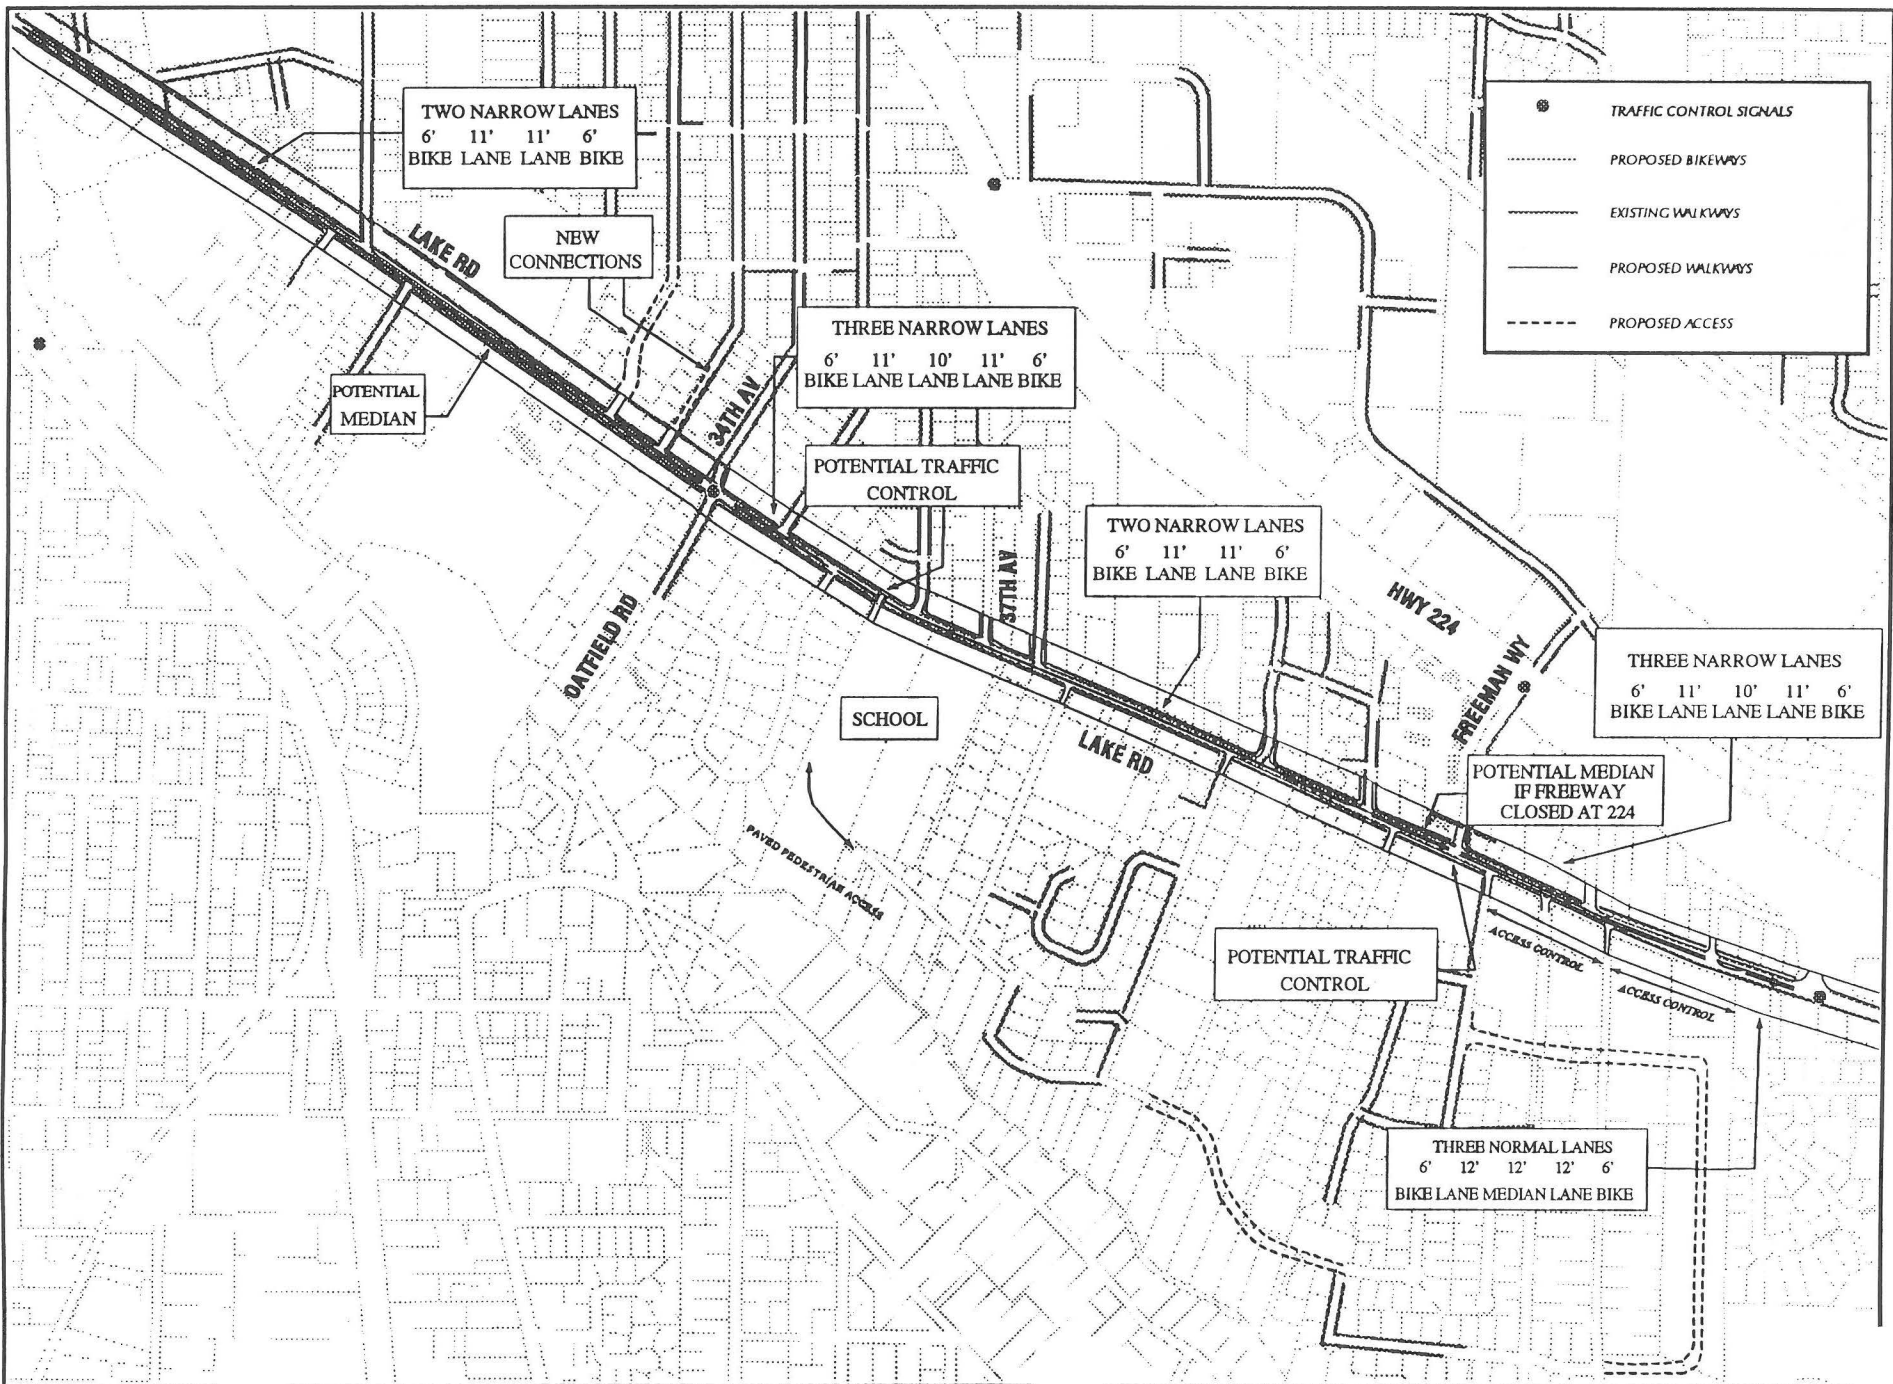 TWO NARROW LANES
6' 11' 11' 6'
BIKE LANE LANE BIKE
TRAFFIC CONTROL SIGNALS
PROPOSED BIKEWAYS
EXISTING WALKWAYS
PROPOSED WALKWAYS
PROPOSED ACCESS
LAKE RD
NEW
CONNECTIONS
THREE NARROW LANES
6' 11' 10' 11' 6'
BIKE LANE LANE LANE BIKE
POTENTIAL
MEDIAN
34TH AV
POTENTIAL TRAFFIC
CONTROL
TWO NARROW LANES
6' 11' 11' 6'
BIKE LANE LANE BIKE
37TH AV
HWY 224
OATFIELD RD
FREEMAN WY
THREE NARROW LANES
6' 11' 10' 11' 6'
BIKE LANE LANE LANE BIKE
SCHOOL
LAKE RD
POTENTIAL MEDIAN
IF FREEWAY
CLOSED AT 224
PAVED PEDESTRIAN ACCESS
POTENTIAL TRAFFIC
CONTROL
ACCESS CONTROL
ACCESS CONTROL
THREE NORMAL LANES
6' 12' 12' 12' 6'
BIKE LANE MEDIAN LANE BIKE